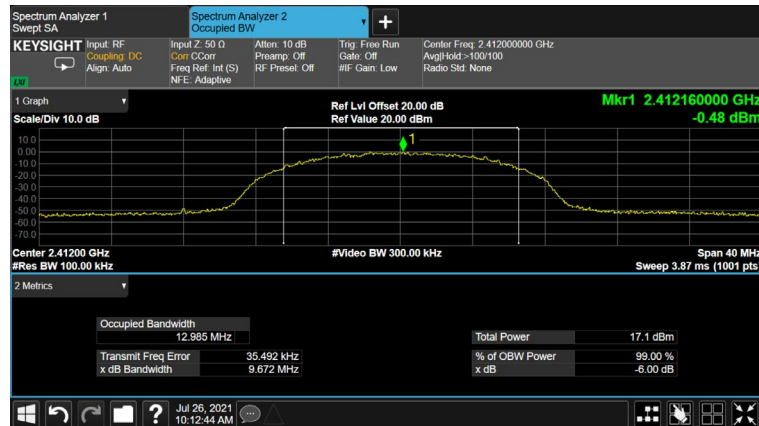 Spectrum Analyzer 1
Swept SA
Spectrum Analyzer 2
Occupied BW
+
KEYSIGHT
LXI
Input: RF
Coupling: DC
Align: Auto
Input Z: 50 Ω
Corr CCorr
Freq Ref: Int (S)
NFE: Adaptive
Atten: 10 dB
Preamp: Off
RF Presel: Off
Trig: Free Run
Gate: Off
#IF Gain: Low
Center Freq: 2.412000000 GHz
Avg|Hold:>100/100
Radio Std: None
1 Graph
Scale/Div 10.0 dB
Ref Lvl Offset 20.00 dB
Ref Value 20.00 dBm
Mkr1 2.412160000 GHz
-0.48 dBm
1
10.0
0.00
-10.0
-20.0
-30.0
-40.0
-50.0
-60.0
-70.0
Center 2.41200 GHz
#Res BW 100.00 kHz
#Video BW 300.00 kHz
Span 40 MHz
Sweep 3.87 ms (1001 pts
2 Metrics
Occupied Bandwidth
12.985 MHz
Transmit Freq Error 35.492 kHz
x dB Bandwidth 9.672 MHz
Total Power 17.1 dBm
% of OBW Power 99.00 %
x dB -6.00 dB
?
Jul 26, 2021
10:12:44 AM